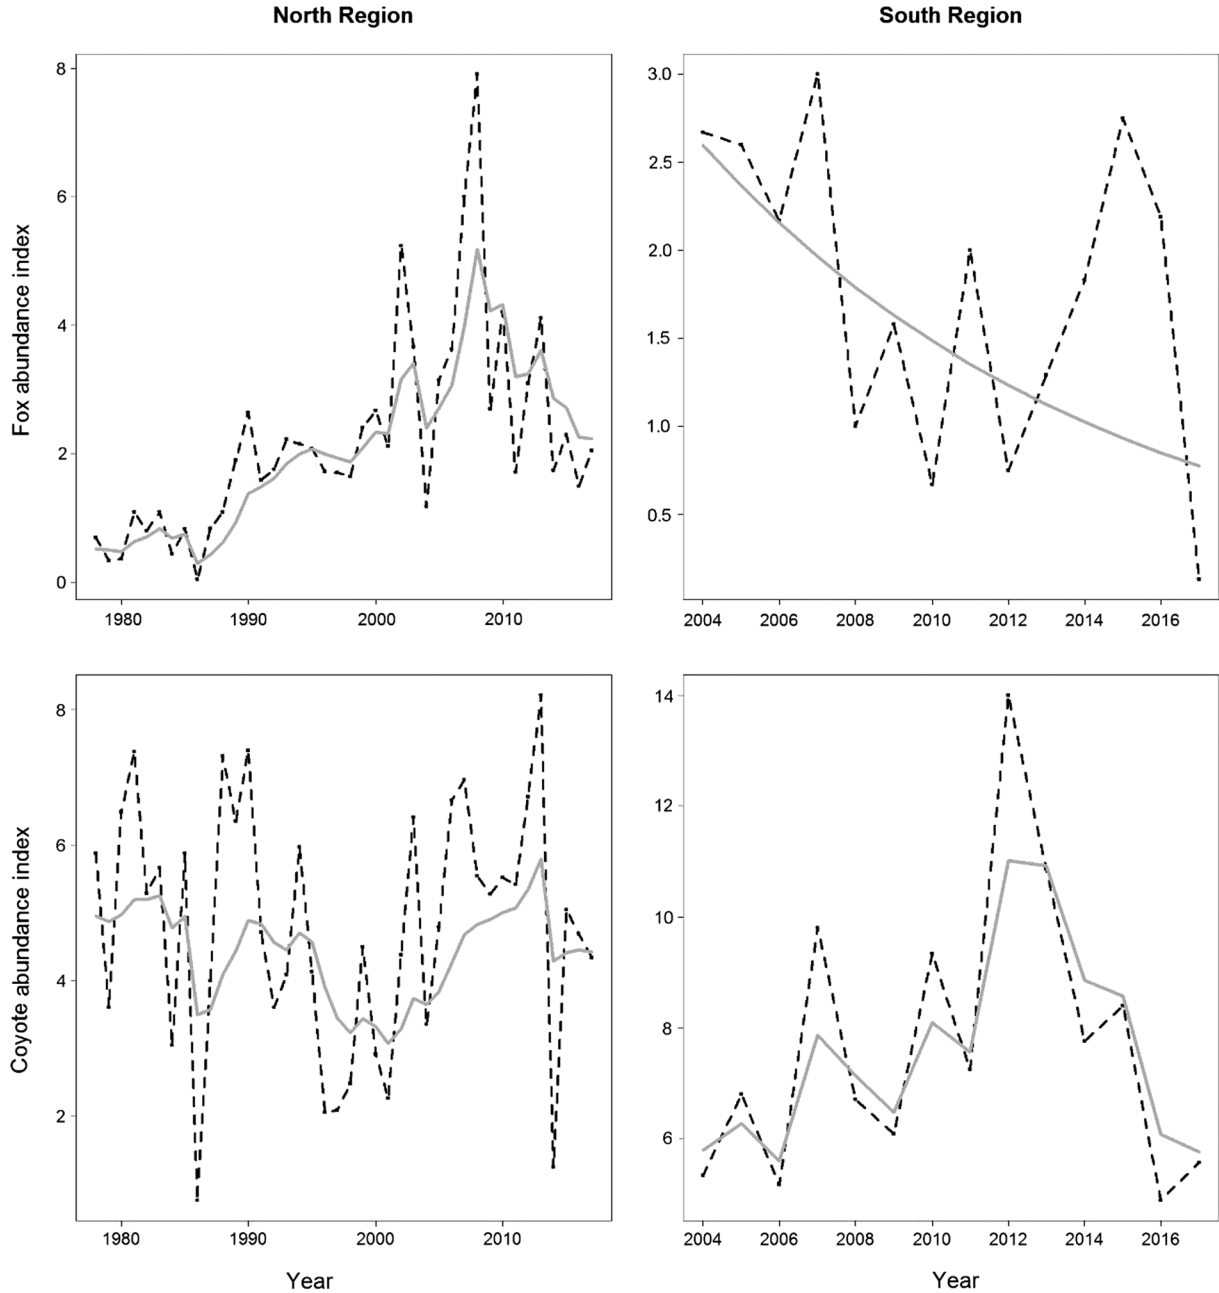 North Region
South Region
Fox abundance index
8
6
4
2
0
1980 1990 2000 2010
3.0
2.5
2.0
1.5
1.0
0.5
2004 2006 2008 2010 2012 2014 2016
Coyote abundance index
8
6
4
2
1980 1990 2000 2010
Year
14
12
10
8
6
2004 2006 2008 2010 2012 2014 2016
Year